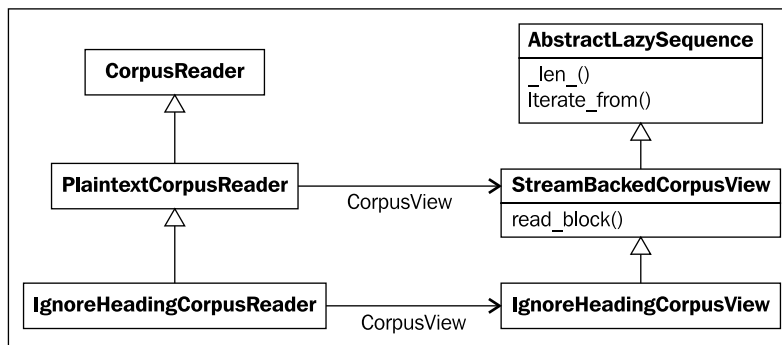 AbstractLazySequence
_len_()
Iterate_from()
CorpusReader
PlaintextCorpusReader
CorpusView
StreamBackedCorpusView
read_block()
IgnoreHeadingCorpusReader
CorpusView
IgnoreHeadingCorpusView